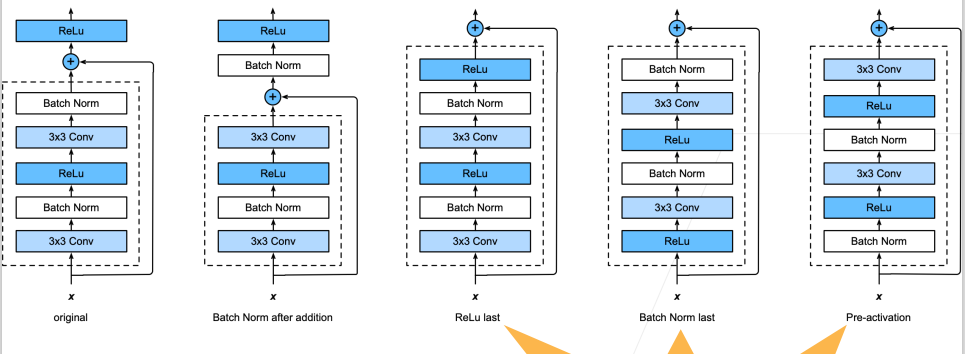 ReLu
+
Batch Norm
3x3 Conv
ReLu
Batch Norm
3x3 Conv
x
original
ReLu
Batch Norm
+
3x3 Conv
ReLu
Batch Norm
3x3 Conv
x
Batch Norm after addition
+
ReLu
Batch Norm
3x3 Conv
ReLu
Batch Norm
3x3 Conv
x
ReLu last
+
Batch Norm
3x3 Conv
ReLu
Batch Norm
3x3 Conv
ReLu
x
Batch Norm last
+
3x3 Conv
ReLu
Batch Norm
3x3 Conv
ReLu
Batch Norm
x
Pre-activation